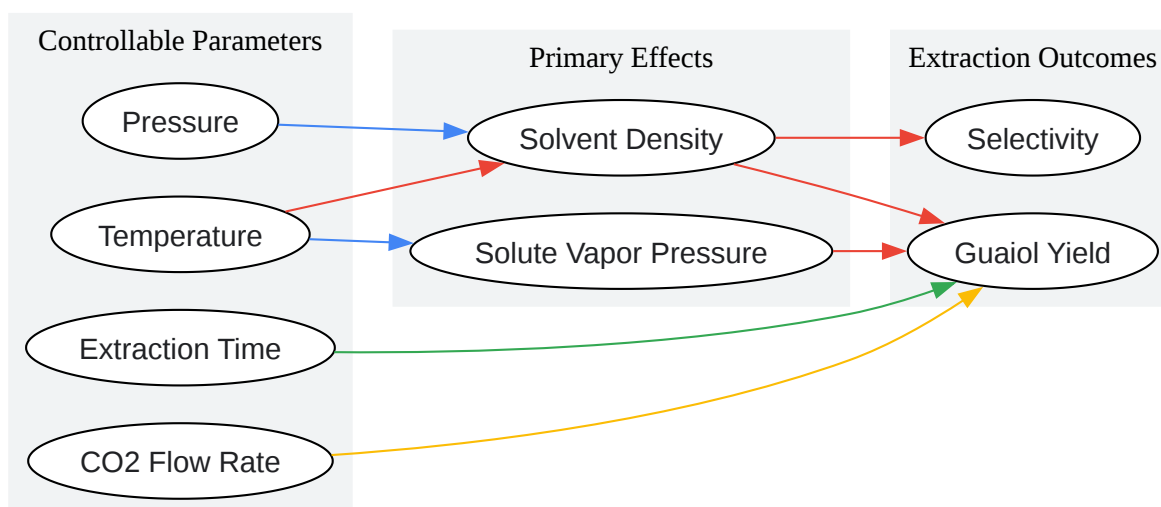 Controllable Parameters
Pressure
Temperature
Extraction Time
CO2 Flow Rate
Primary Effects
Solvent Density
Solute Vapor Pressure
Extraction Outcomes
Selectivity
Guaiol Yield